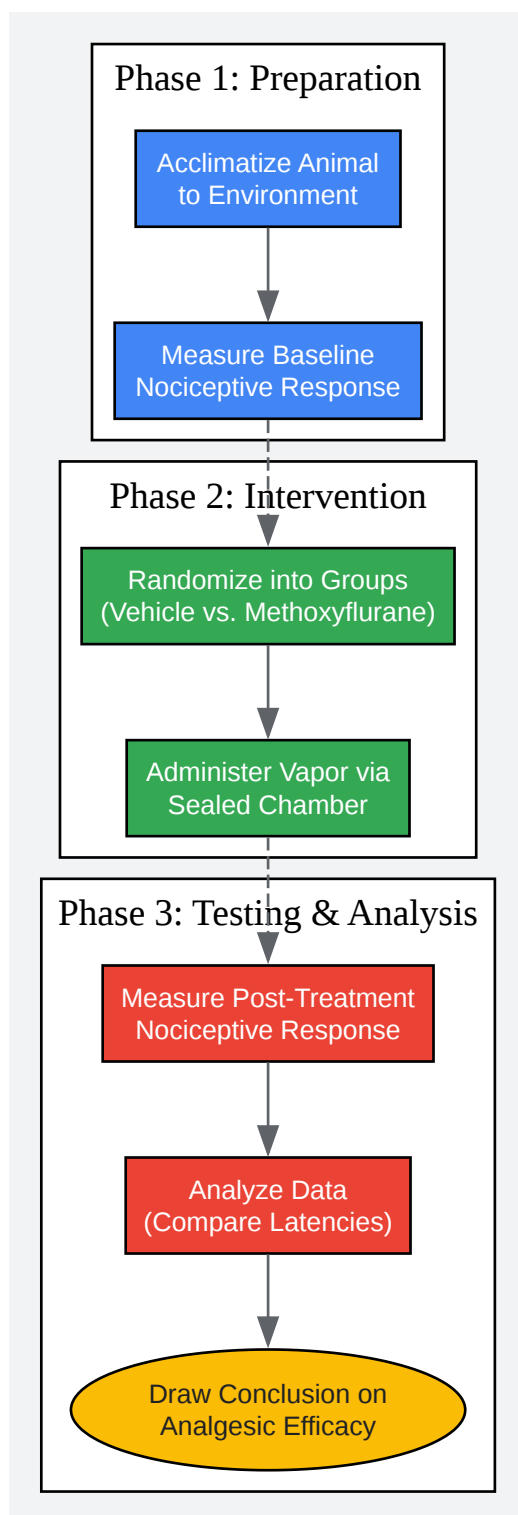 Phase 1: Preparation
Acclimatize Animal
to Environment
Measure Baseline
Nociceptive Response
Phase 2: Intervention
Randomize into Groups
(Vehicle vs. Methoxyflurane)
Administer Vapor via
Sealed Chamber
Phase 3: Testing & Analysis
Measure Post-Treatment
Nociceptive Response
Analyze Data
(Compare Latencies)
Draw Conclusion on
Analgesic Efficacy